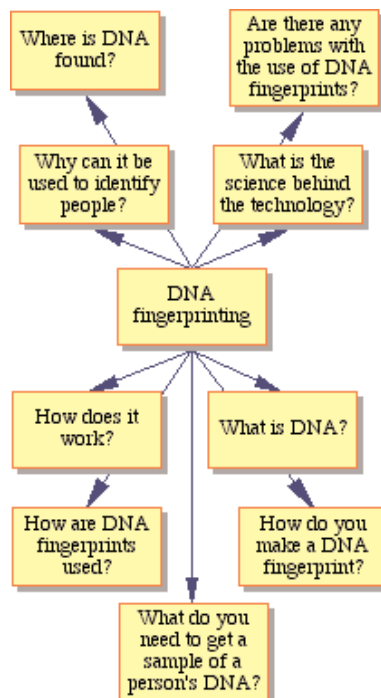 Where is DNA
found?
Are there any
problems with
the use of DNA
fingerprints?
Why can it be
used to identify
people?
What is the
science behind
the technology?
DNA
fingerprinting
How does it
work?
What is DNA?
How are DNA
fingerprints
used?
How do you
make a DNA
fingerprint?
What do you
need to get a
sample of a
person's DNA?